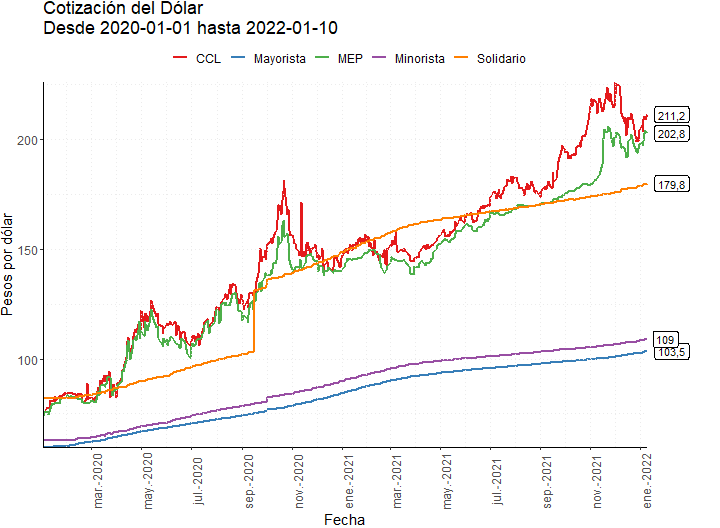 Cotización del Dólar
Desde 2020-01-01 hasta 2022-01-10
CCL Mayorista MEP Minorista Solidario
Pesos por dólar
200
150
100
211,2
202,8
179,8
109
103,5
mar.-2020
may.-2020
jul.-2020
sep.-2020
nov.-2020
ene.-2021
mar.-2021
may.-2021
jul.-2021
sep.-2021
nov.-2021
ene.-2022
Fecha